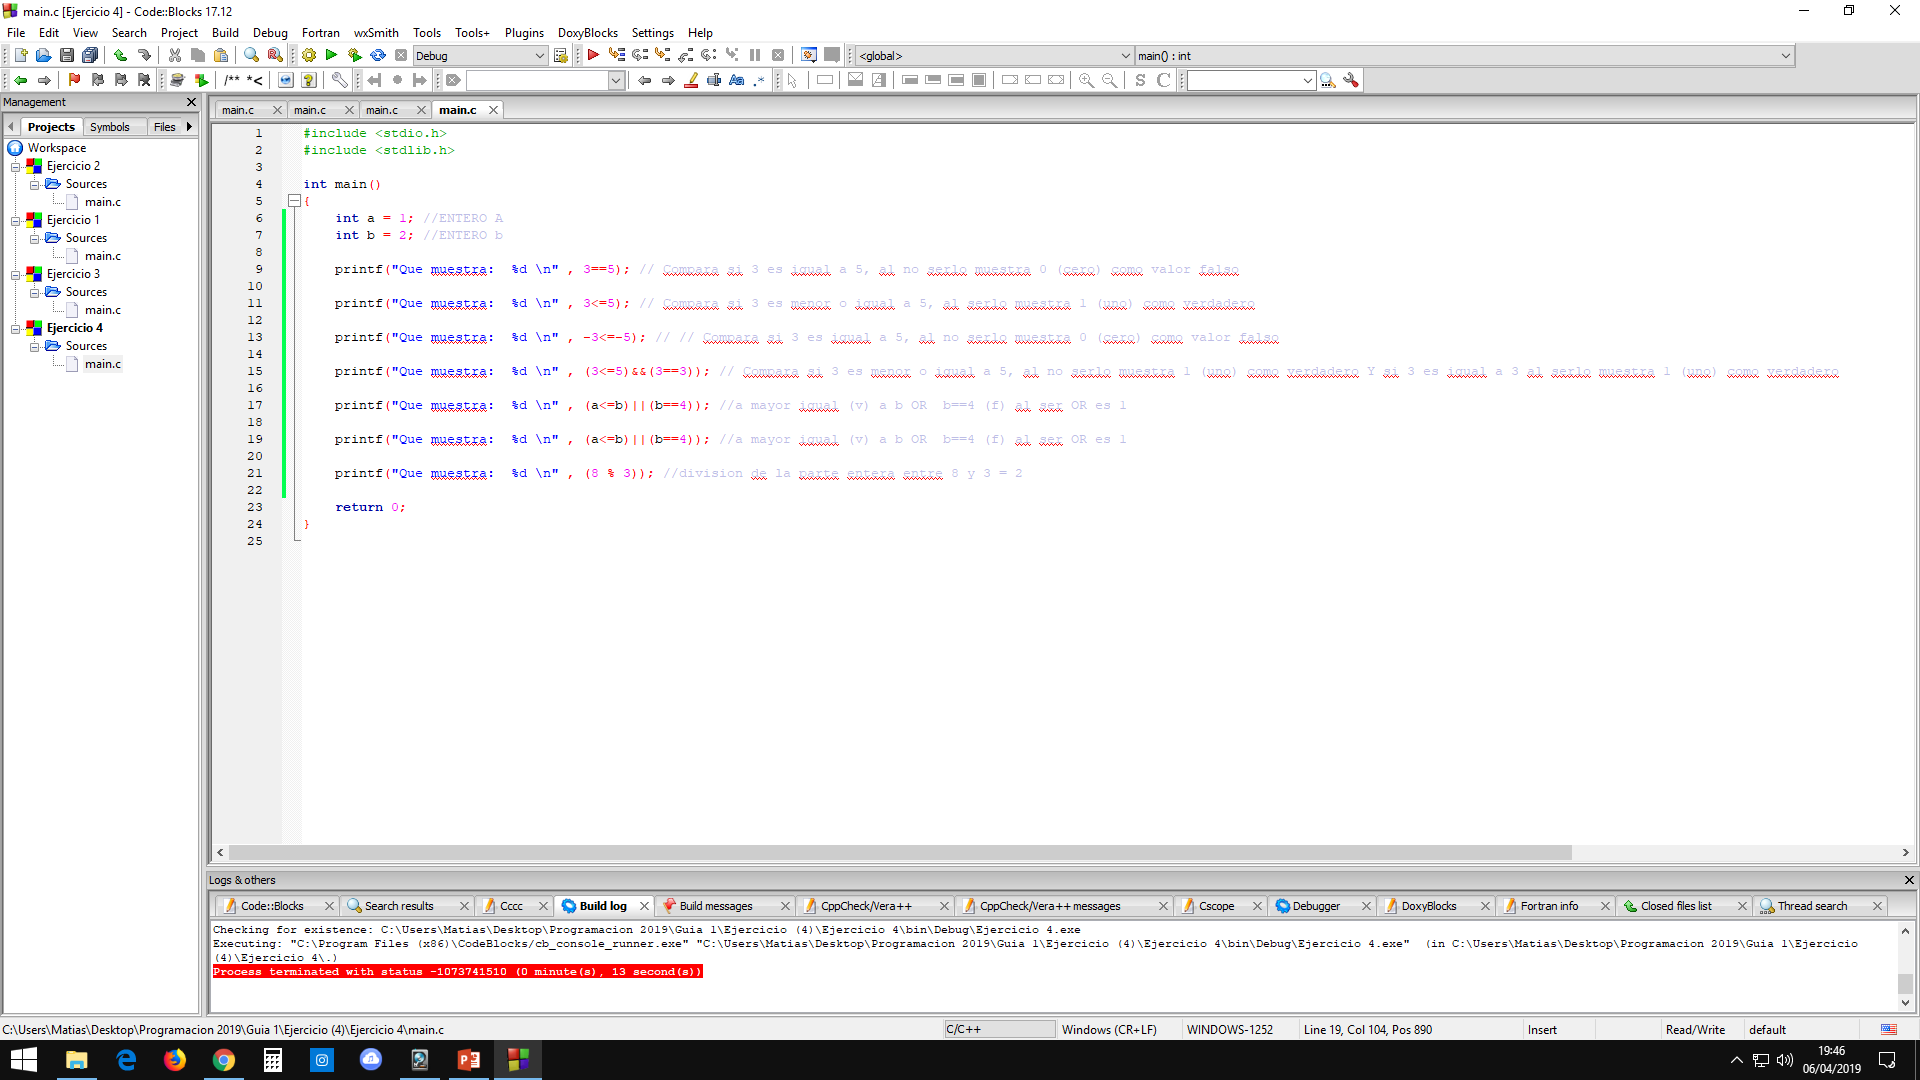 main.c [Ejercicio 4] - Code::Blocks 17.12
File Edit View Search Project Build Debug Fortran wxSmith Tools Tools+ Plugins DoxyBlocks Settings Help
Debug <global> main() : int
/** *< Aa .* S C
Management
Projects Symbols Files
main.c main.c main.c main.c
Workspace
Ejercicio 2
Sources
main.c
Ejercicio 1
Sources
main.c
Ejercicio 3
Sources
main.c
Ejercicio 4
Sources
main.c
1 #include <stdio.h>
2 #include <stdlib.h>
3
4 int main()
5 {
6 int a = 1; //ENTERO A
7 int b = 2; //ENTERO b
8
9 printf("Que muestra:  %d \n" , 3==5); // Compara si 3 es igual a 5, al no serlo muestra 0 (cero) como valor falso
10
11 printf("Que muestra:  %d \n" , 3<=5); // Compara si 3 es menor o igual a 5, al serlo muestra 1 (uno) como verdadero
12
13 printf("Que muestra:  %d \n" , -3<=-5); // // Compara si 3 es igual a 5, al no serlo muestra 0 (cero) como valor falso
14
15 printf("Que muestra:  %d \n" , (3<=5)&&(3==3)); // Compara si 3 es menor o igual a 5, al no serlo muestra 1 (uno) como verdadero Y si 3 es igual a 3 al serlo muestra 1 (uno) como verdadero
16
17 printf("Que muestra:  %d \n" , (a<=b)||(b==4)); //a mayor igual (v) a b OR  b==4 (f) al ser OR es 1
18
19 printf("Que muestra:  %d \n" , (a<=b)||(b==4)); //a mayor igual (v) a b OR  b==4 (f) al ser OR es 1
20
21 printf("Que muestra:  %d \n" , (8 % 3)); //division de la parte entera entre 8 y 3 = 2
22
23 return 0;
24 }
25
Logs & others
Code::Blocks Search results Cccc Build log Build messages CppCheck/Vera++ CppCheck/Vera++ messages Cscope Debugger DoxyBlocks Fortran info Closed files list Thread search
Checking for existence: C:\Users\Matias\Desktop\Programacion 2019\Guia 1\Ejercicio (4)\Ejercicio 4\bin\Debug\Ejercicio 4.exe
Executing: "C:\Program Files (x86)\CodeBlocks/cb_console_runner.exe" "C:\Users\Matias\Desktop\Programacion 2019\Guia 1\Ejercicio (4)\Ejercicio 4\bin\Debug\Ejercicio 4.exe"  (in C:\Users\Matias\Desktop\Programacion 2019\Guia 1\Ejercicio
(4)\Ejercicio 4\.)
Process terminated with status -1073741510 (0 minute(s), 13 second(s))
C:\Users\Matias\Desktop\Programacion 2019\Guia 1\Ejercicio (4)\Ejercicio 4\main.c C/C++ Windows (CR+LF) WINDOWS-1252 Line 19, Col 104, Pos 890 Insert Read/Write default
19:46
06/04/2019